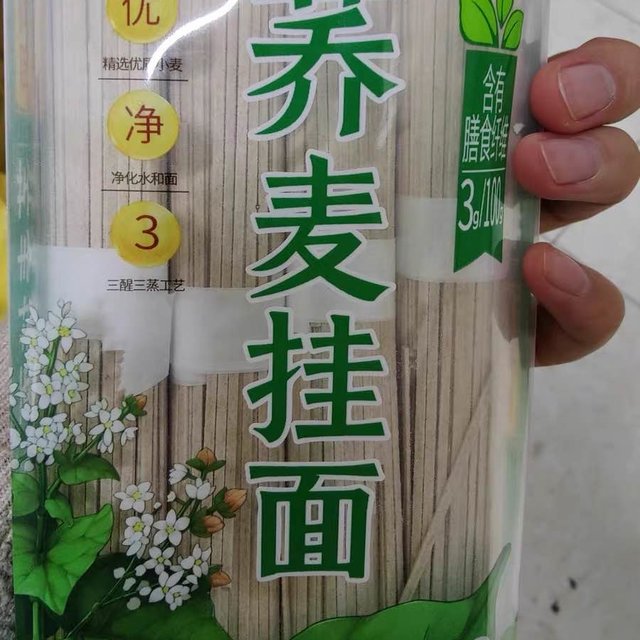 优
精选优质小麦
净
净化水和面
3
三醒三蒸工艺
荞麦挂面
含有
膳食纤维
3g/100g